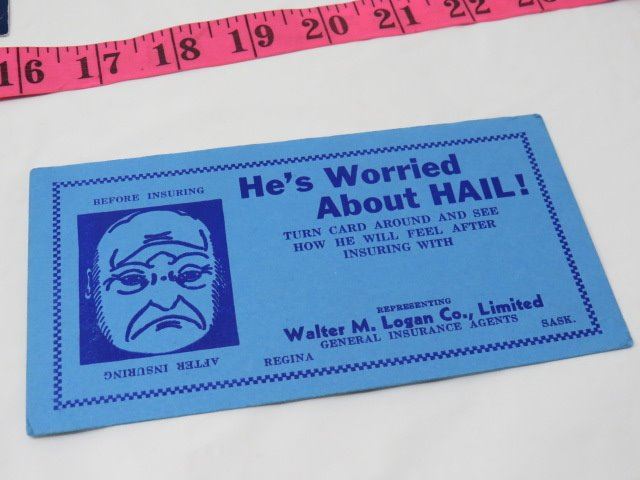 16 17 18 19 20 21 22
BEFORE INSURING
He's Worried
About HAIL!
TURN CARD AROUND AND SEE
HOW HE WILL FEEL AFTER
INSURING WITH
REPRESENTING
Walter M. Logan Co., Limited
GENERAL INSURANCE AGENTS
REGINA SASK.
AFTER INSURING